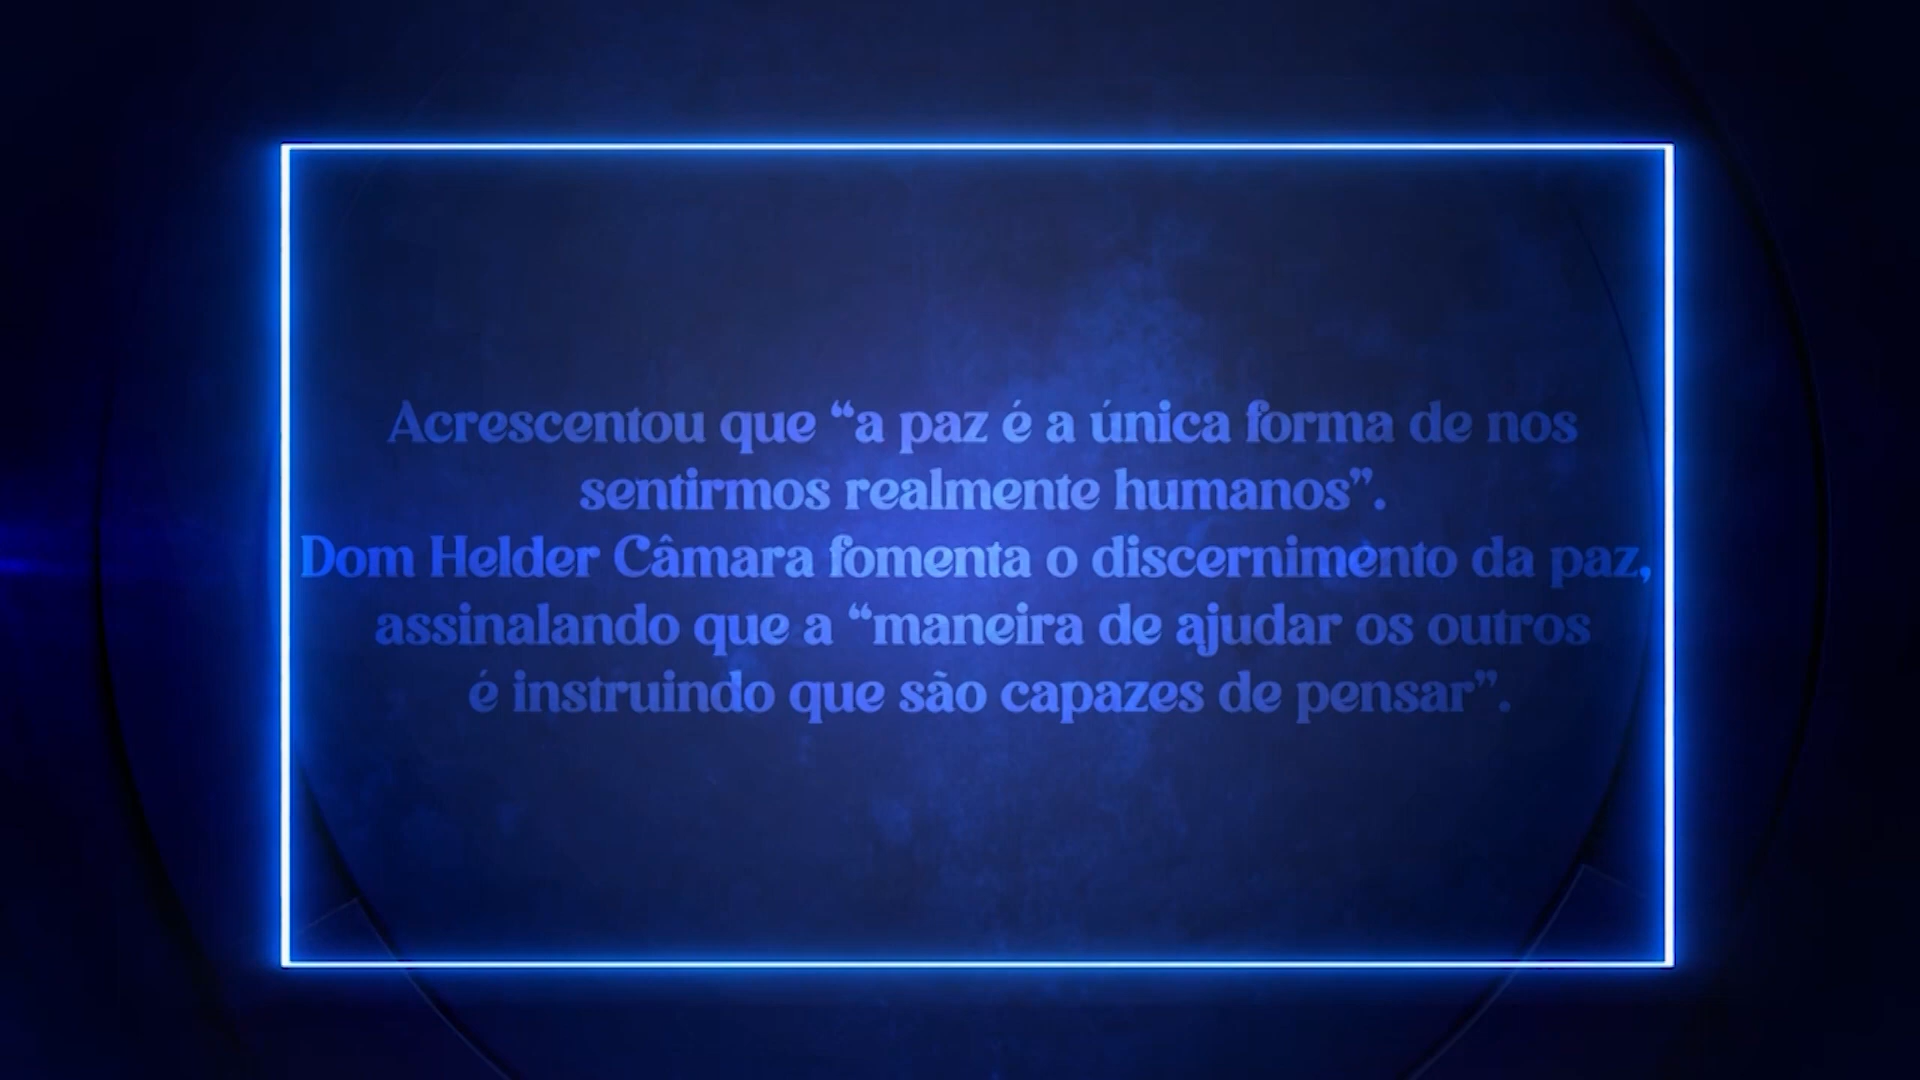 Acrescentou que “a paz é a única forma de nos
sentirmos realmente humanos”.
Dom Helder Câmara fomenta o discernimento da paz,
assinalando que a “maneira de ajudar os outros
é instruindo que são capazes de pensar”.